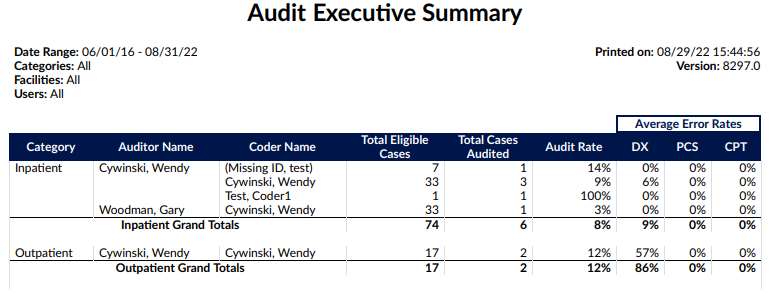 Audit Executive Summary
Date Range: 06/01/16 - 08/31/22 Printed on: 08/29/22 15:44:56
Categories: All Version: 8297.0
Facilities: All
Users: All
Average Error Rates
Category Auditor Name Coder Name Total Eligible Cases Total Cases Audited Audit Rate DX PCS CPT
Inpatient Cywinski, Wendy (Missing ID, test) 7 1 14% 0% 0% 0%
Cywinski, Wendy 33 3 9% 6% 0% 0%
Test, Coder1 1 1 100% 0% 0% 0%
Woodman, Gary Cywinski, Wendy 33 1 3% 0% 0% 0%
Inpatient Grand Totals 74 6 8% 9% 0% 0%
Outpatient Cywinski, Wendy Cywinski, Wendy 17 2 12% 57% 0% 0%
Outpatient Grand Totals 17 2 12% 86% 0% 0%